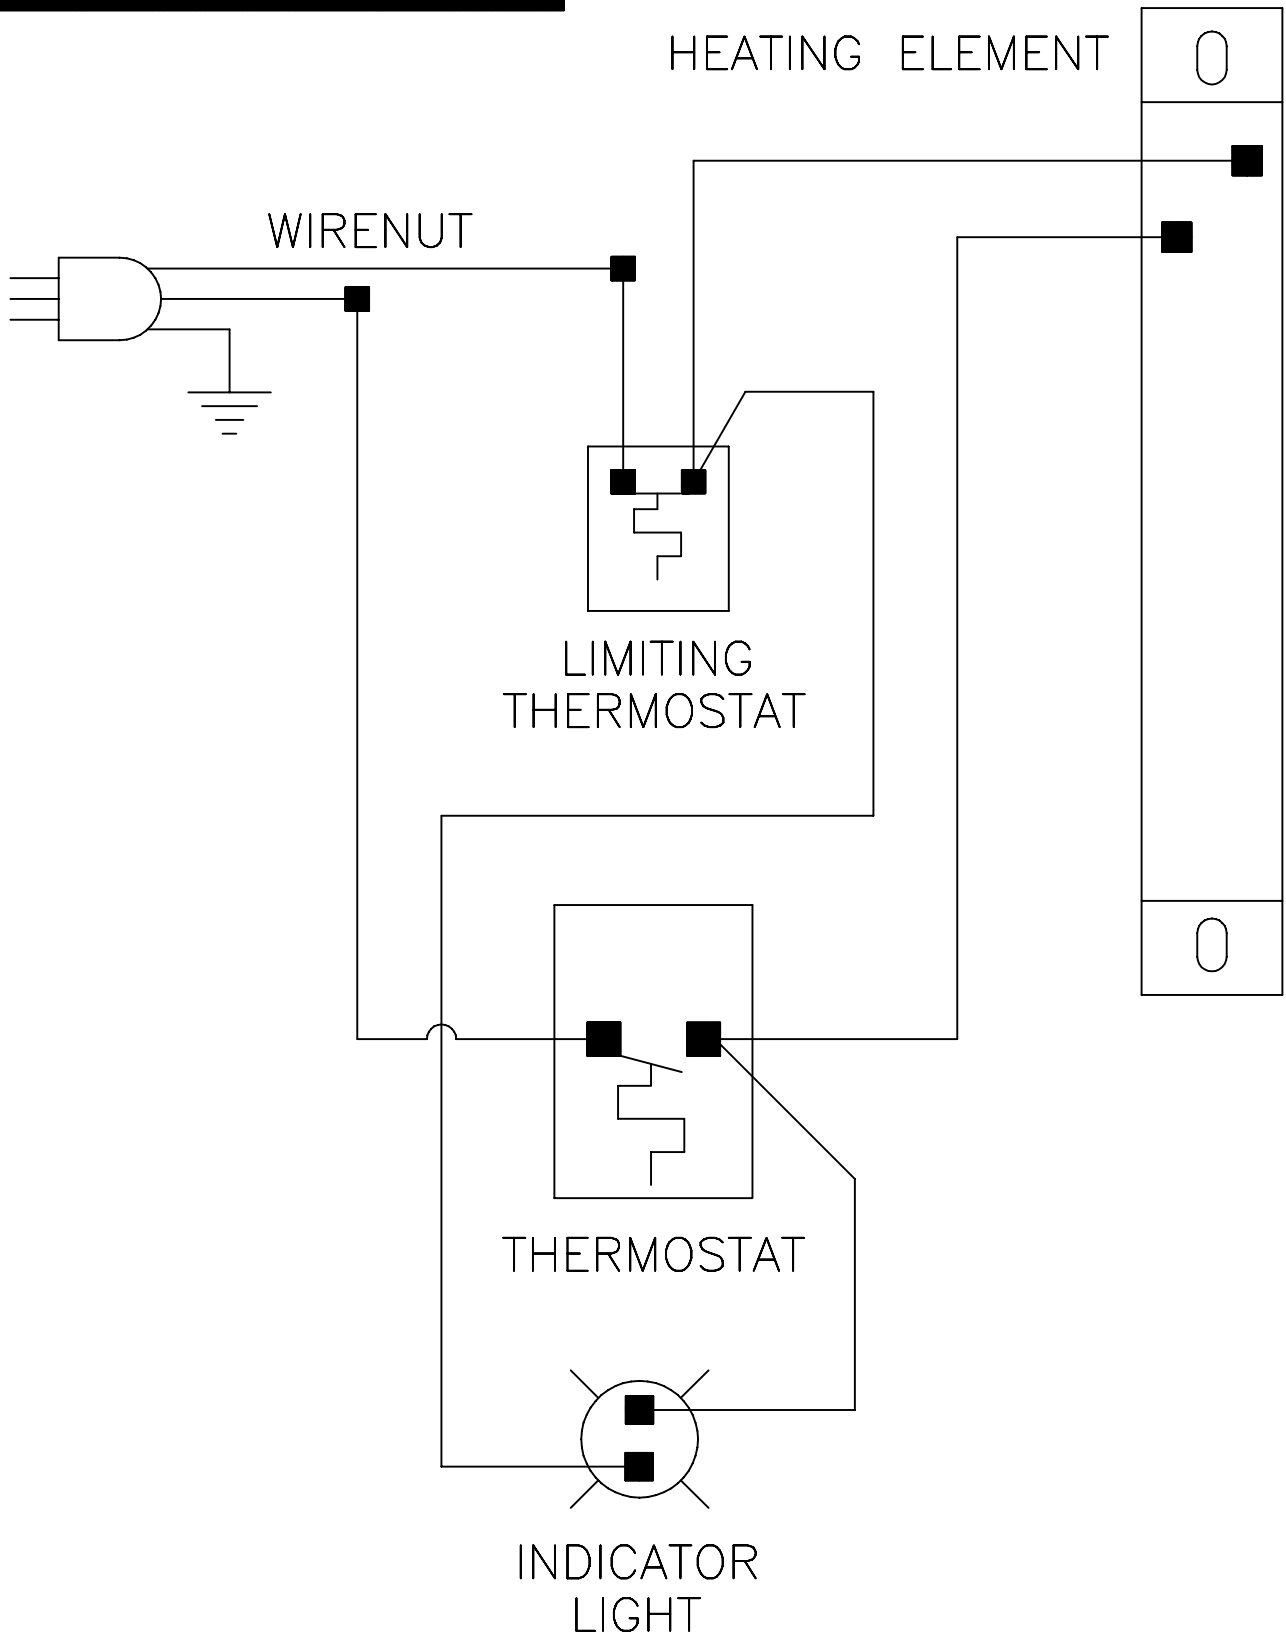 HEATING ELEMENT
WIRENUT
LIMITING
THERMOSTAT
THERMOSTAT
INDICATOR
LIGHT